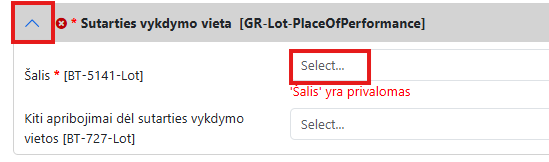 * Sutarties vykdymo vieta [GR-Lot-PlaceOfPerformance]
Šalis * [BT-5141-Lot]
Select...
'Šalis' yra privalomas
Kiti apribojimai dėl sutarties vykdymo
vietos [BT-727-Lot]
Select...